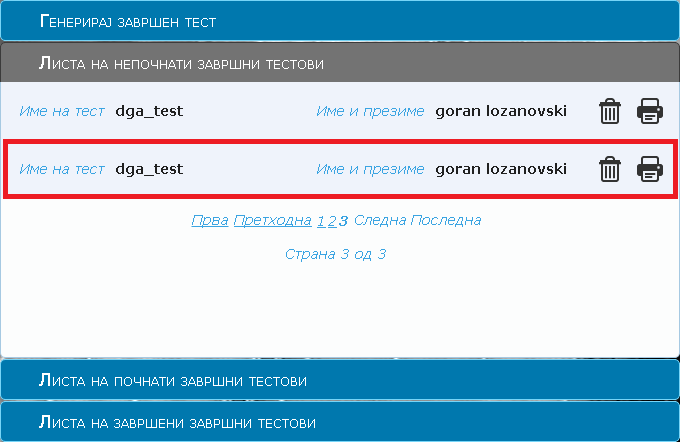 Генерирај завршен тест
Листа на непочнати завршни тестови
Име на тест dga_test Име и презиме goran lozanovski
Име на тест dga_test Име и презиме goran lozanovski
Прва Претходна 1 2 3 Следна Последна
Страна 3 од 3
Листа на почнати завршни тестови
Листа на завршени завршни тестови